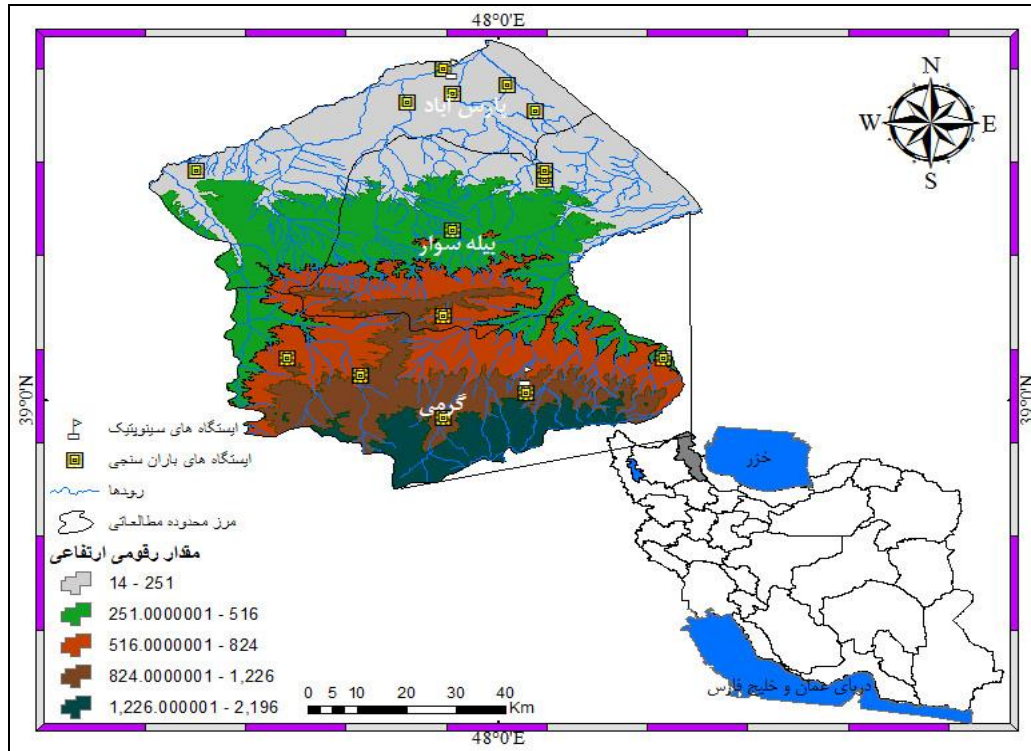 48°0'E
N
W E
S
پارس آباد
بیله سوار
گرمی
39°0'N
39°0'N
ایستگاه های سینوپتیک
ایستگاه های باران سنجی
رودها
مرز محدوده مطالعاتی
مقدار رقومی ارتفاعی
14 - 251
251.0000001 - 516
516.0000001 - 824
824.0000001 - 1,226
1,226.000001 - 2,196
0 5 10 20 30 40
Km
خزر
دریای عمان و خلیج فارس
48°0'E